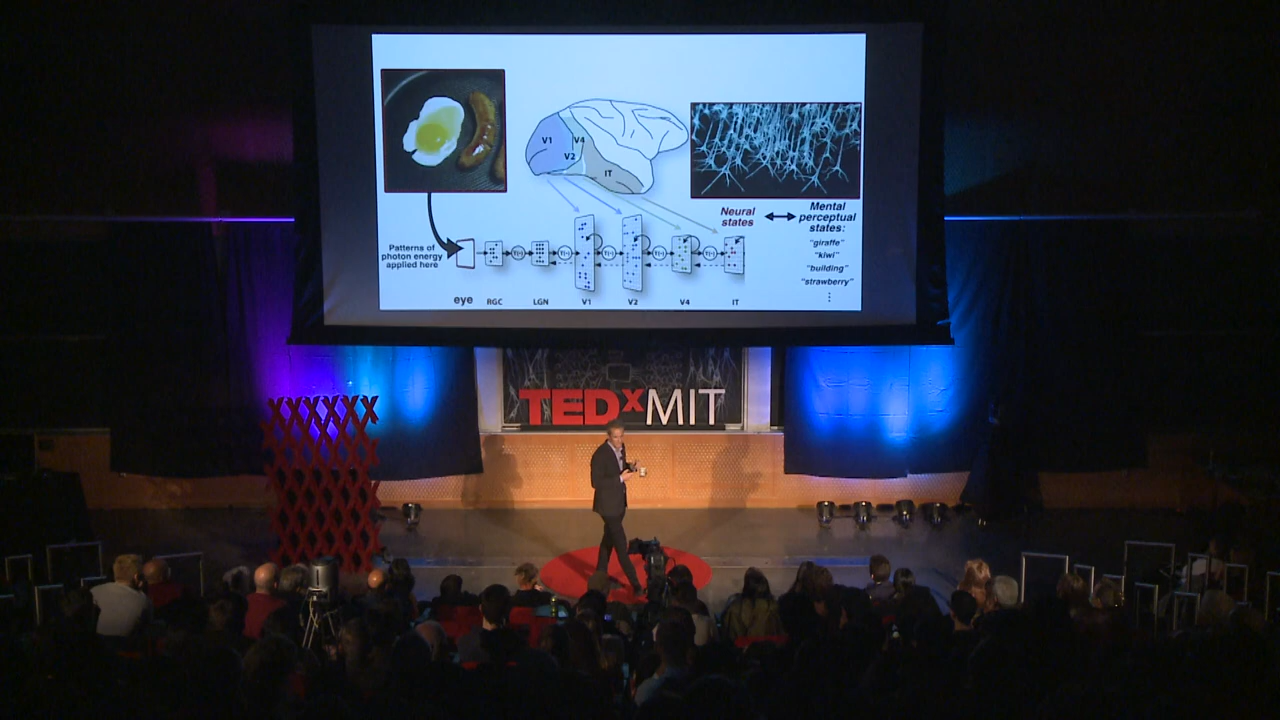 V1
V4
V2
IT
Neural
states
Mental
perceptual
states:
"giraffe"
"kiwi"
"building"
"strawberry"
Patterns of
photon energy
applied here
eye
RGC
LGN
V1
V2
V4
IT
TEDxMIT